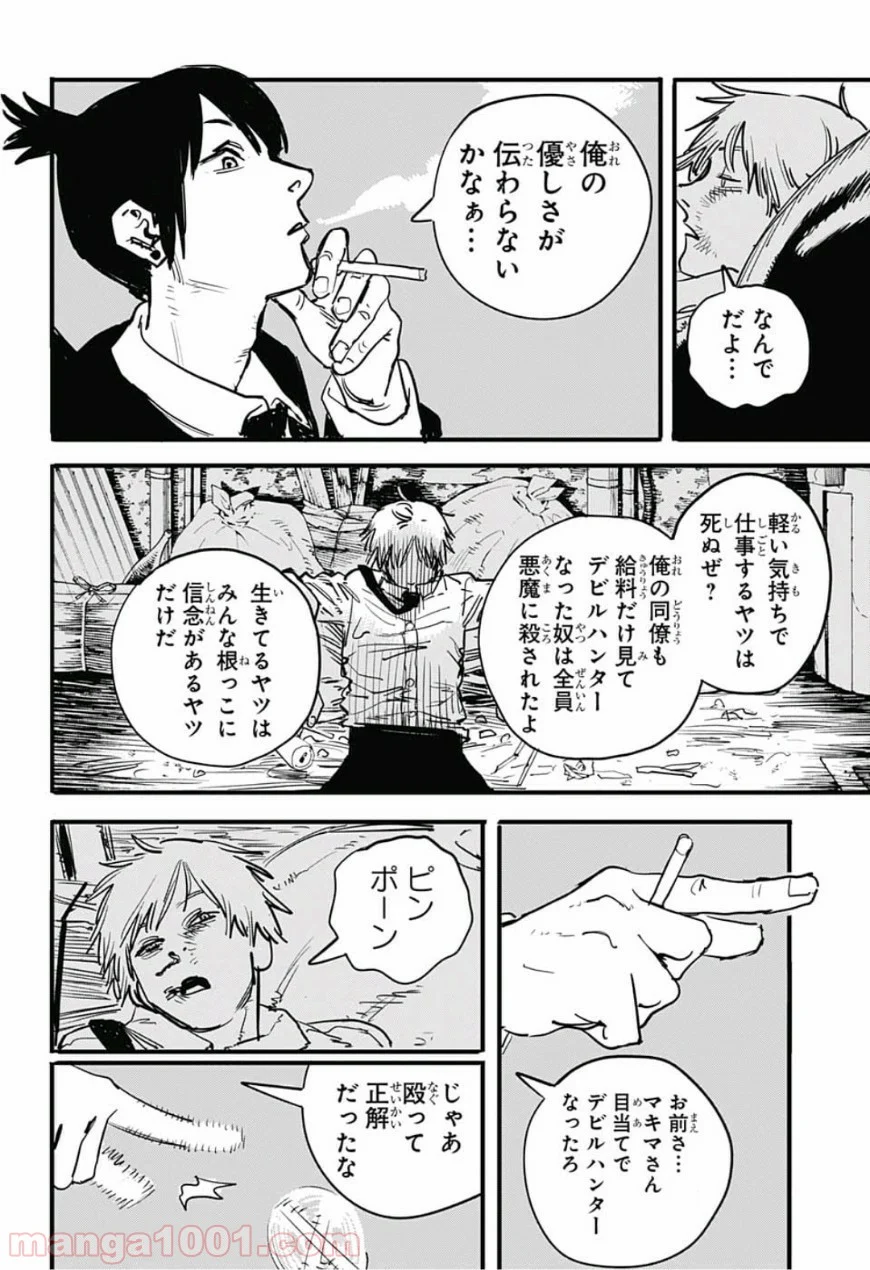 なんで
だよ…
俺の
優しさが
伝わらない
かなぁ…
軽い気持ちで
仕事するヤツは
死ぬぜ？
俺の同僚も
給料だけ見て
デビルハンター
なった奴は全員
悪魔に殺されたよ
生きてるヤツは
みんな根っこに
信念があるヤツ
だけだ
お前さ…
マキマさん
目当てで
デビルハンター
なったろ
ピン
ポーン
じゃあ
殴って
正解
だったな
manga1001.com